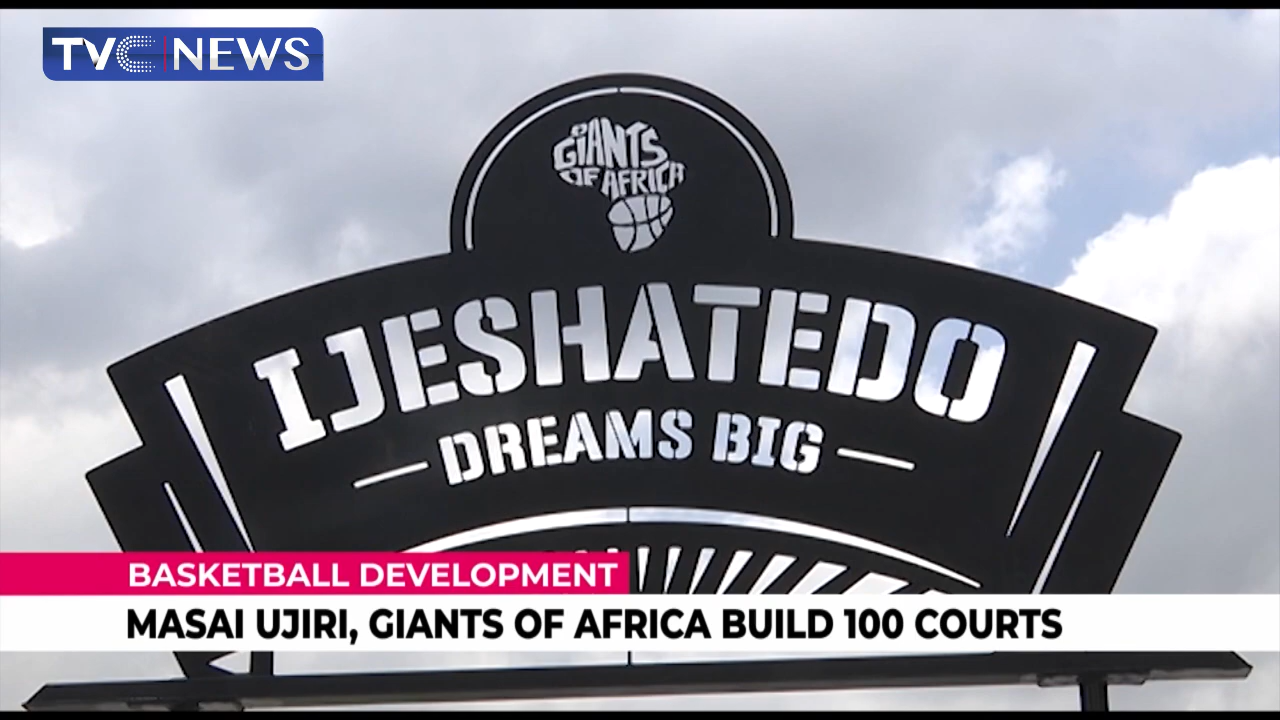 TVC NEWS
GIANTS
OF AFRICA
IJESHATEDO
DREAMS BIG
BASKETBALL DEVELOPMENT
MASAI UJIRI, GIANTS OF AFRICA BUILD 100 COURTS